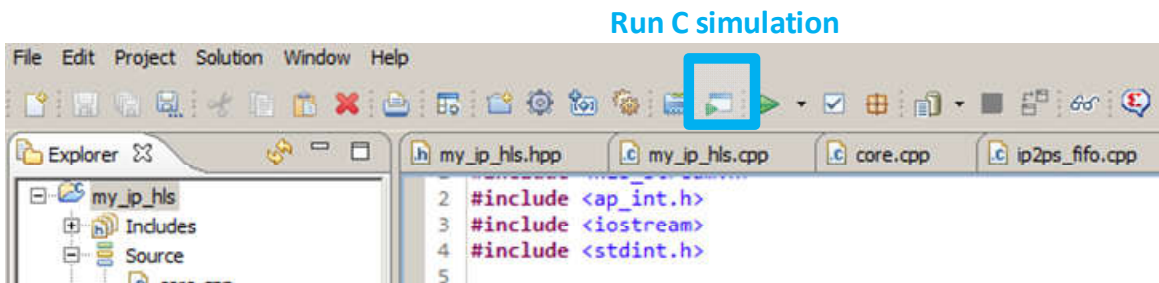 Run C simulation
File Edit Project Solution Window Help
Explorer
my_ip_hls.hpp my_ip_hls.cpp core.cpp ip2ps_fifo.cpp
my_ip_hls
2 #include <ap_int.h>
Includes
3 #include <iostream>
Source
4 #include <stdint.h>
5